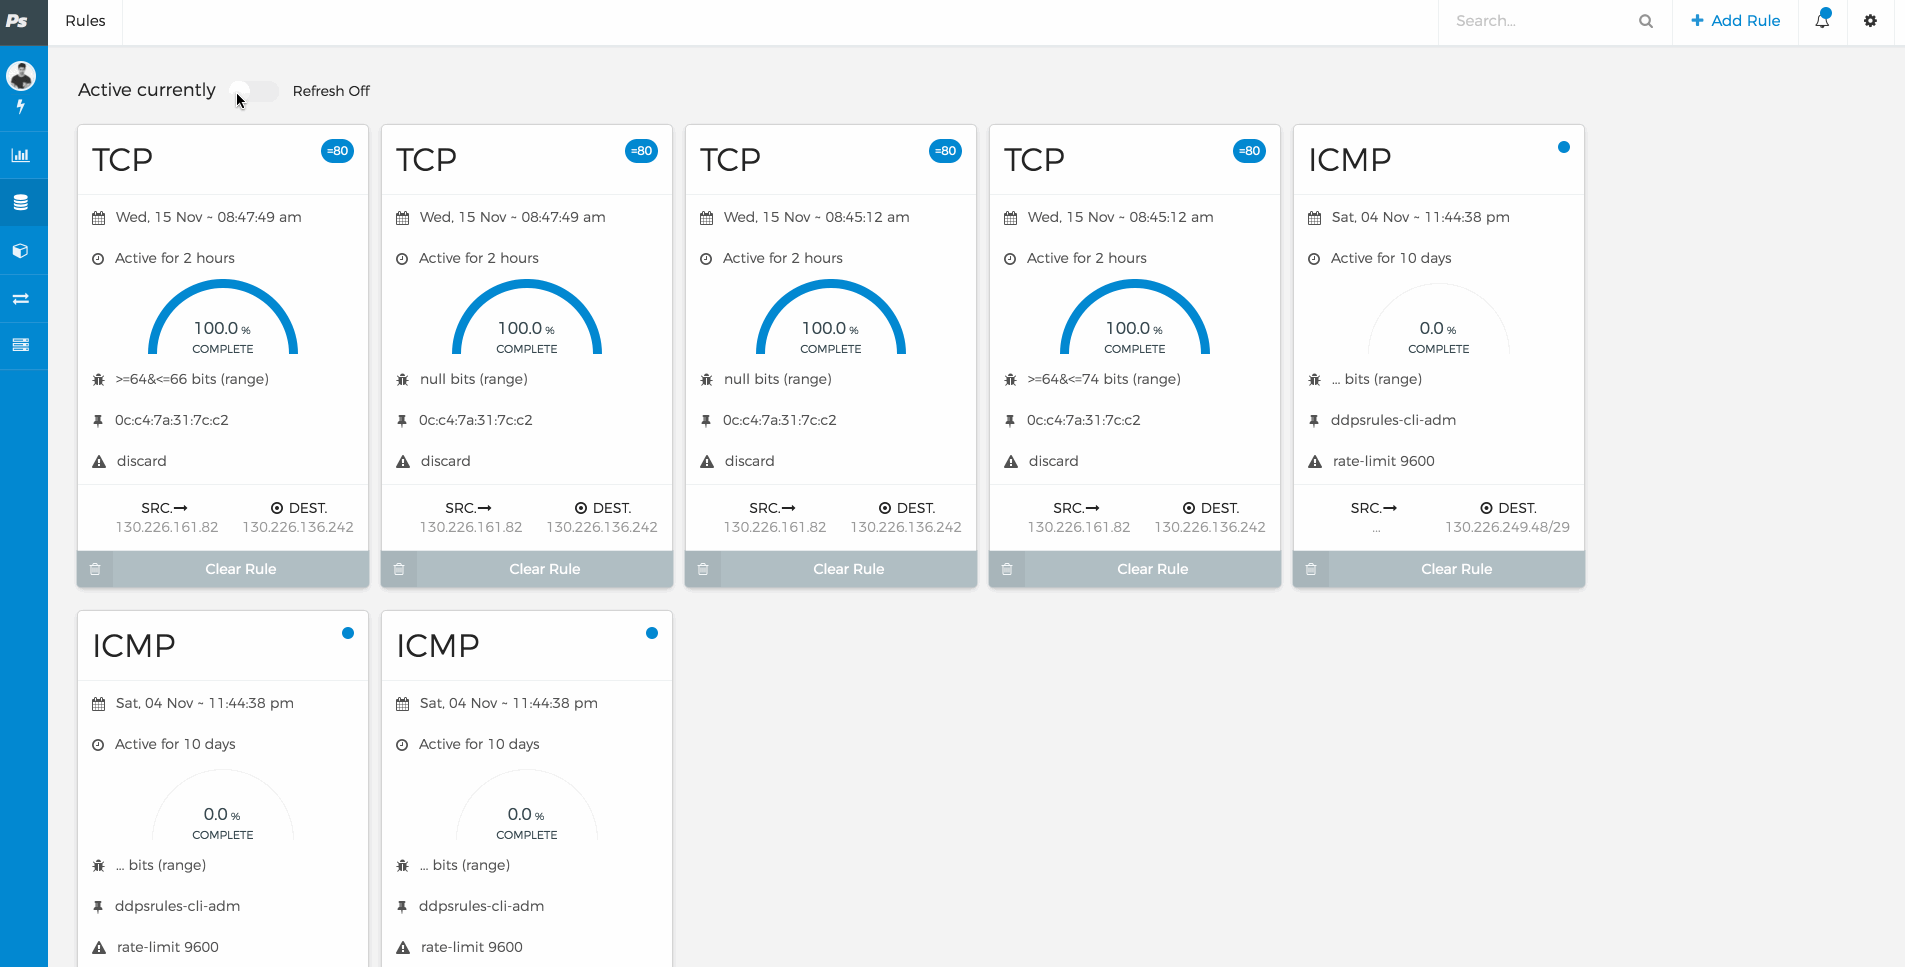 Ps
Rules
Search...
+ Add Rule
Active currently
Refresh Off
TCP
=80
Wed, 15 Nov ~ 08:47:49 am
Active for 2 hours
100.0 %
COMPLETE
>=64&<=66 bits (range)
0c:c4:7a:31:7c:c2
discard
SRC.
DEST.
130.226.161.82
130.226.136.242
Clear Rule
TCP
=80
Wed, 15 Nov ~ 08:47:49 am
Active for 2 hours
100.0 %
COMPLETE
null bits (range)
0c:c4:7a:31:7c:c2
discard
SRC.
DEST.
130.226.161.82
130.226.136.242
Clear Rule
TCP
=80
Wed, 15 Nov ~ 08:45:12 am
Active for 2 hours
100.0 %
COMPLETE
null bits (range)
0c:c4:7a:31:7c:c2
discard
SRC.
DEST.
130.226.161.82
130.226.136.242
Clear Rule
TCP
=80
Wed, 15 Nov ~ 08:45:12 am
Active for 2 hours
100.0 %
COMPLETE
>=64&<=74 bits (range)
0c:c4:7a:31:7c:c2
discard
SRC.
DEST.
130.226.161.82
130.226.136.242
Clear Rule
ICMP
Sat, 04 Nov ~ 11:44:38 pm
Active for 10 days
0.0 %
COMPLETE
... bits (range)
ddpsrules-cli-adm
rate-limit 9600
SRC.
DEST.
...
130.226.249.48/29
Clear Rule
ICMP
Sat, 04 Nov ~ 11:44:38 pm
Active for 10 days
0.0 %
COMPLETE
... bits (range)
ddpsrules-cli-adm
rate-limit 9600
ICMP
Sat, 04 Nov ~ 11:44:38 pm
Active for 10 days
0.0 %
COMPLETE
... bits (range)
ddpsrules-cli-adm
rate-limit 9600